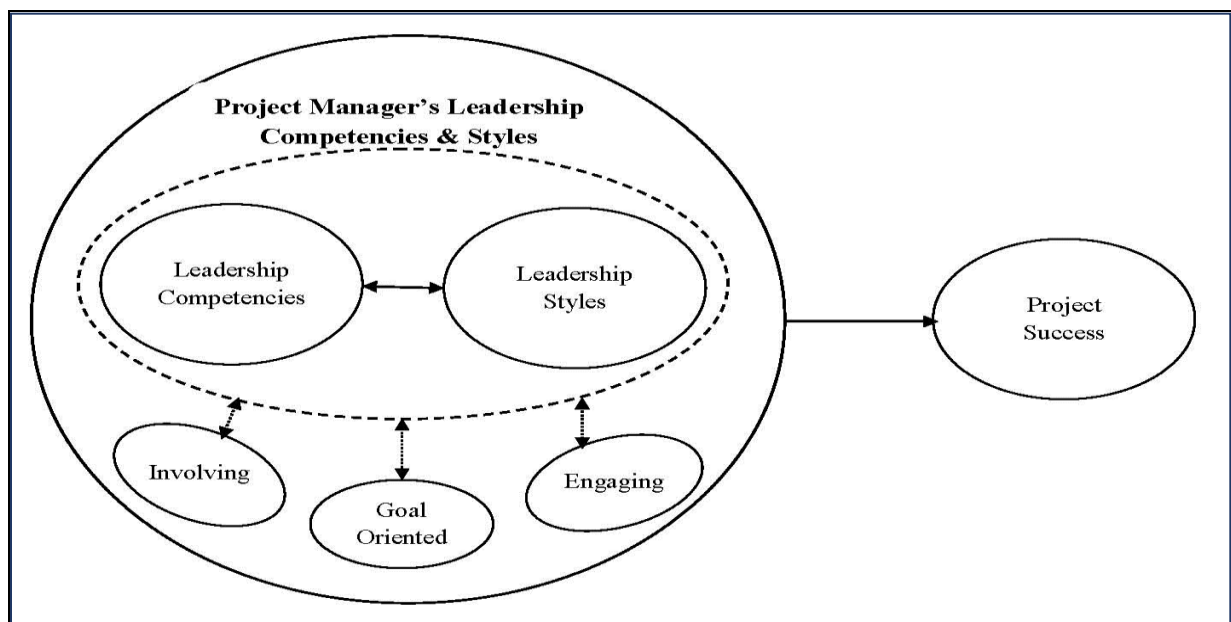 Project Manager’s Leadership
Competencies & Styles
Leadership
Competencies
Leadership
Styles
Project
Success
Involving
Goal
Oriented
Engaging